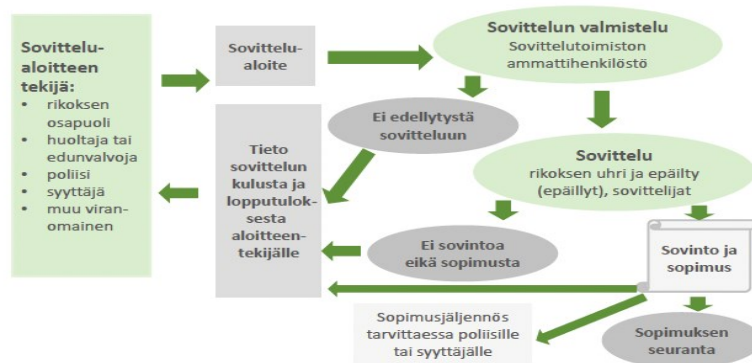 Sovittelu-
aloitteen
tekijä:
• rikoksen
osapuoli
• huoltaja tai
edunvalvoja
• poliisi
• syyttäjä
• muu viran-
omainen
Sovittelu-
aloite
Sovittelun valmistelu
Sovittelutoimiston
ammattihenkilöstö
Ei edellytystä
sovitteluun
Tieto
sovittelun
kulusta ja
lopputulok-
sesta
aloitteen-
tekijälle
Sovittelu
rikoksen uhri ja epäilty
(epäillyt), sovittelijat
Ei sovintoa
eikä sopimusta
Sovinto ja
sopimus
Sopimusjäljennös
tarvittaessa poliisille
tai syyttäjälle
Sopimuksen
seuranta